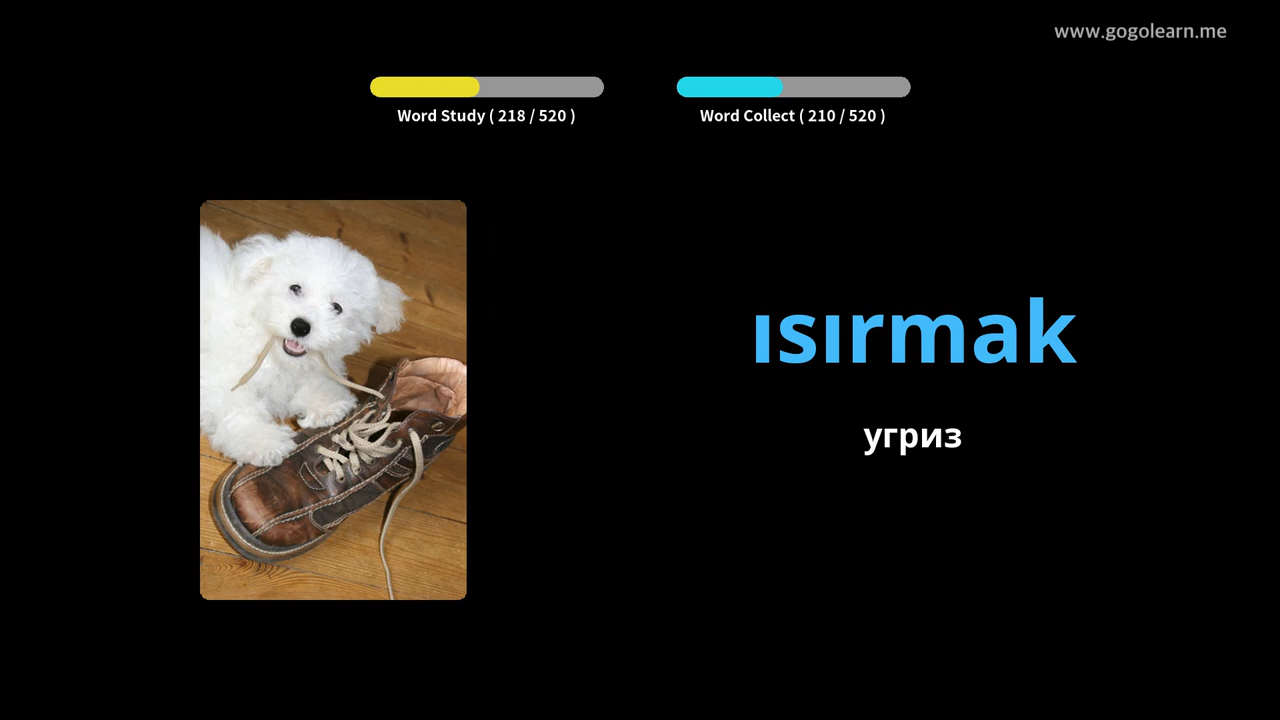 www.gogolearn.me
Word Study ( 218 / 520 )
Word Collect ( 210 / 520 )
ısırmak
угриз